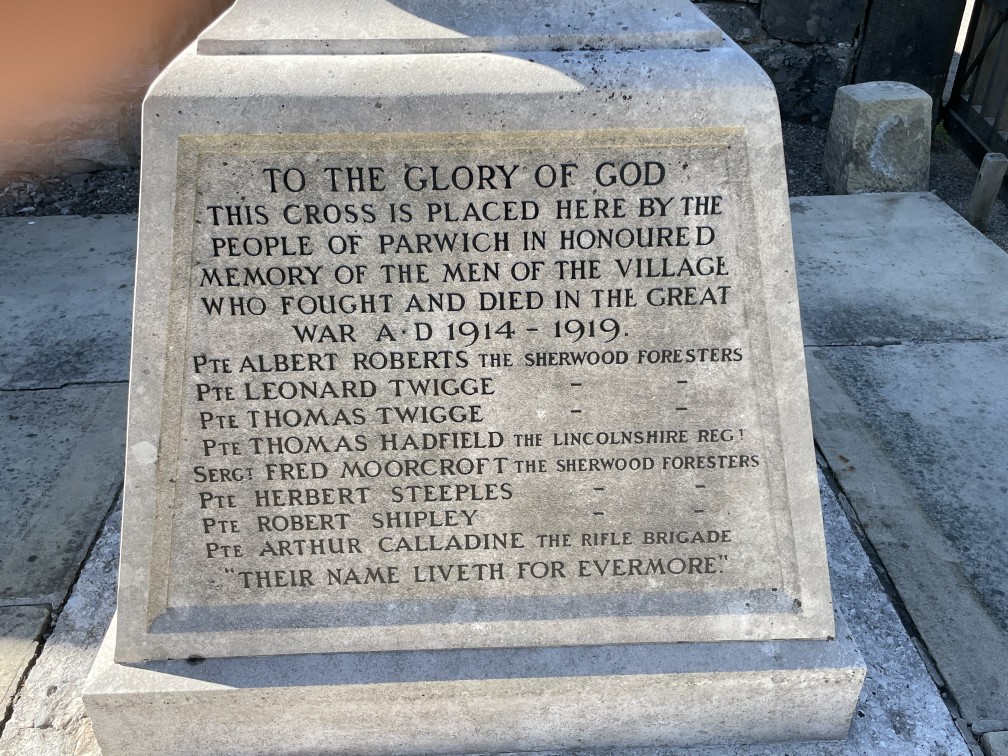 TO THE GLORY OF GOD
THIS CROSS IS PLACED HERE BY THE
PEOPLE OF PARWICH IN HONOURED
MEMORY OF THE MEN OF THE VILLAGE
WHO FOUGHT AND DIED IN THE GREAT
WAR A·D 1914 - 1919.
PTE ALBERT ROBERTS THE SHERWOOD FORESTERS
PTE LEONARD TWIGGE - -
PTE THOMAS TWIGGE - -
PTE THOMAS HADFIELD THE LINCOLNSHIRE REGT
SERGT FRED MOORCROFT THE SHERWOOD FORESTERS
PTE HERBERT STEEPLES - -
PTE ROBERT SHIPLEY - -
PTE ARTHUR CALLADINE THE RIFLE BRIGADE
"THEIR NAME LIVETH FOR EVERMORE."